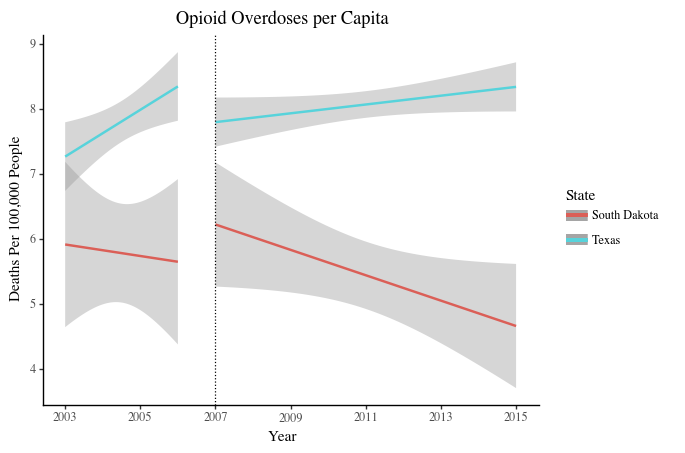 Opioid Overdoses per Capita
Deaths Per 100,000 People
9
8
7
6
5
4
2003 2005 2007 2009 2011 2013 2015
Year
State
South Dakota
Texas